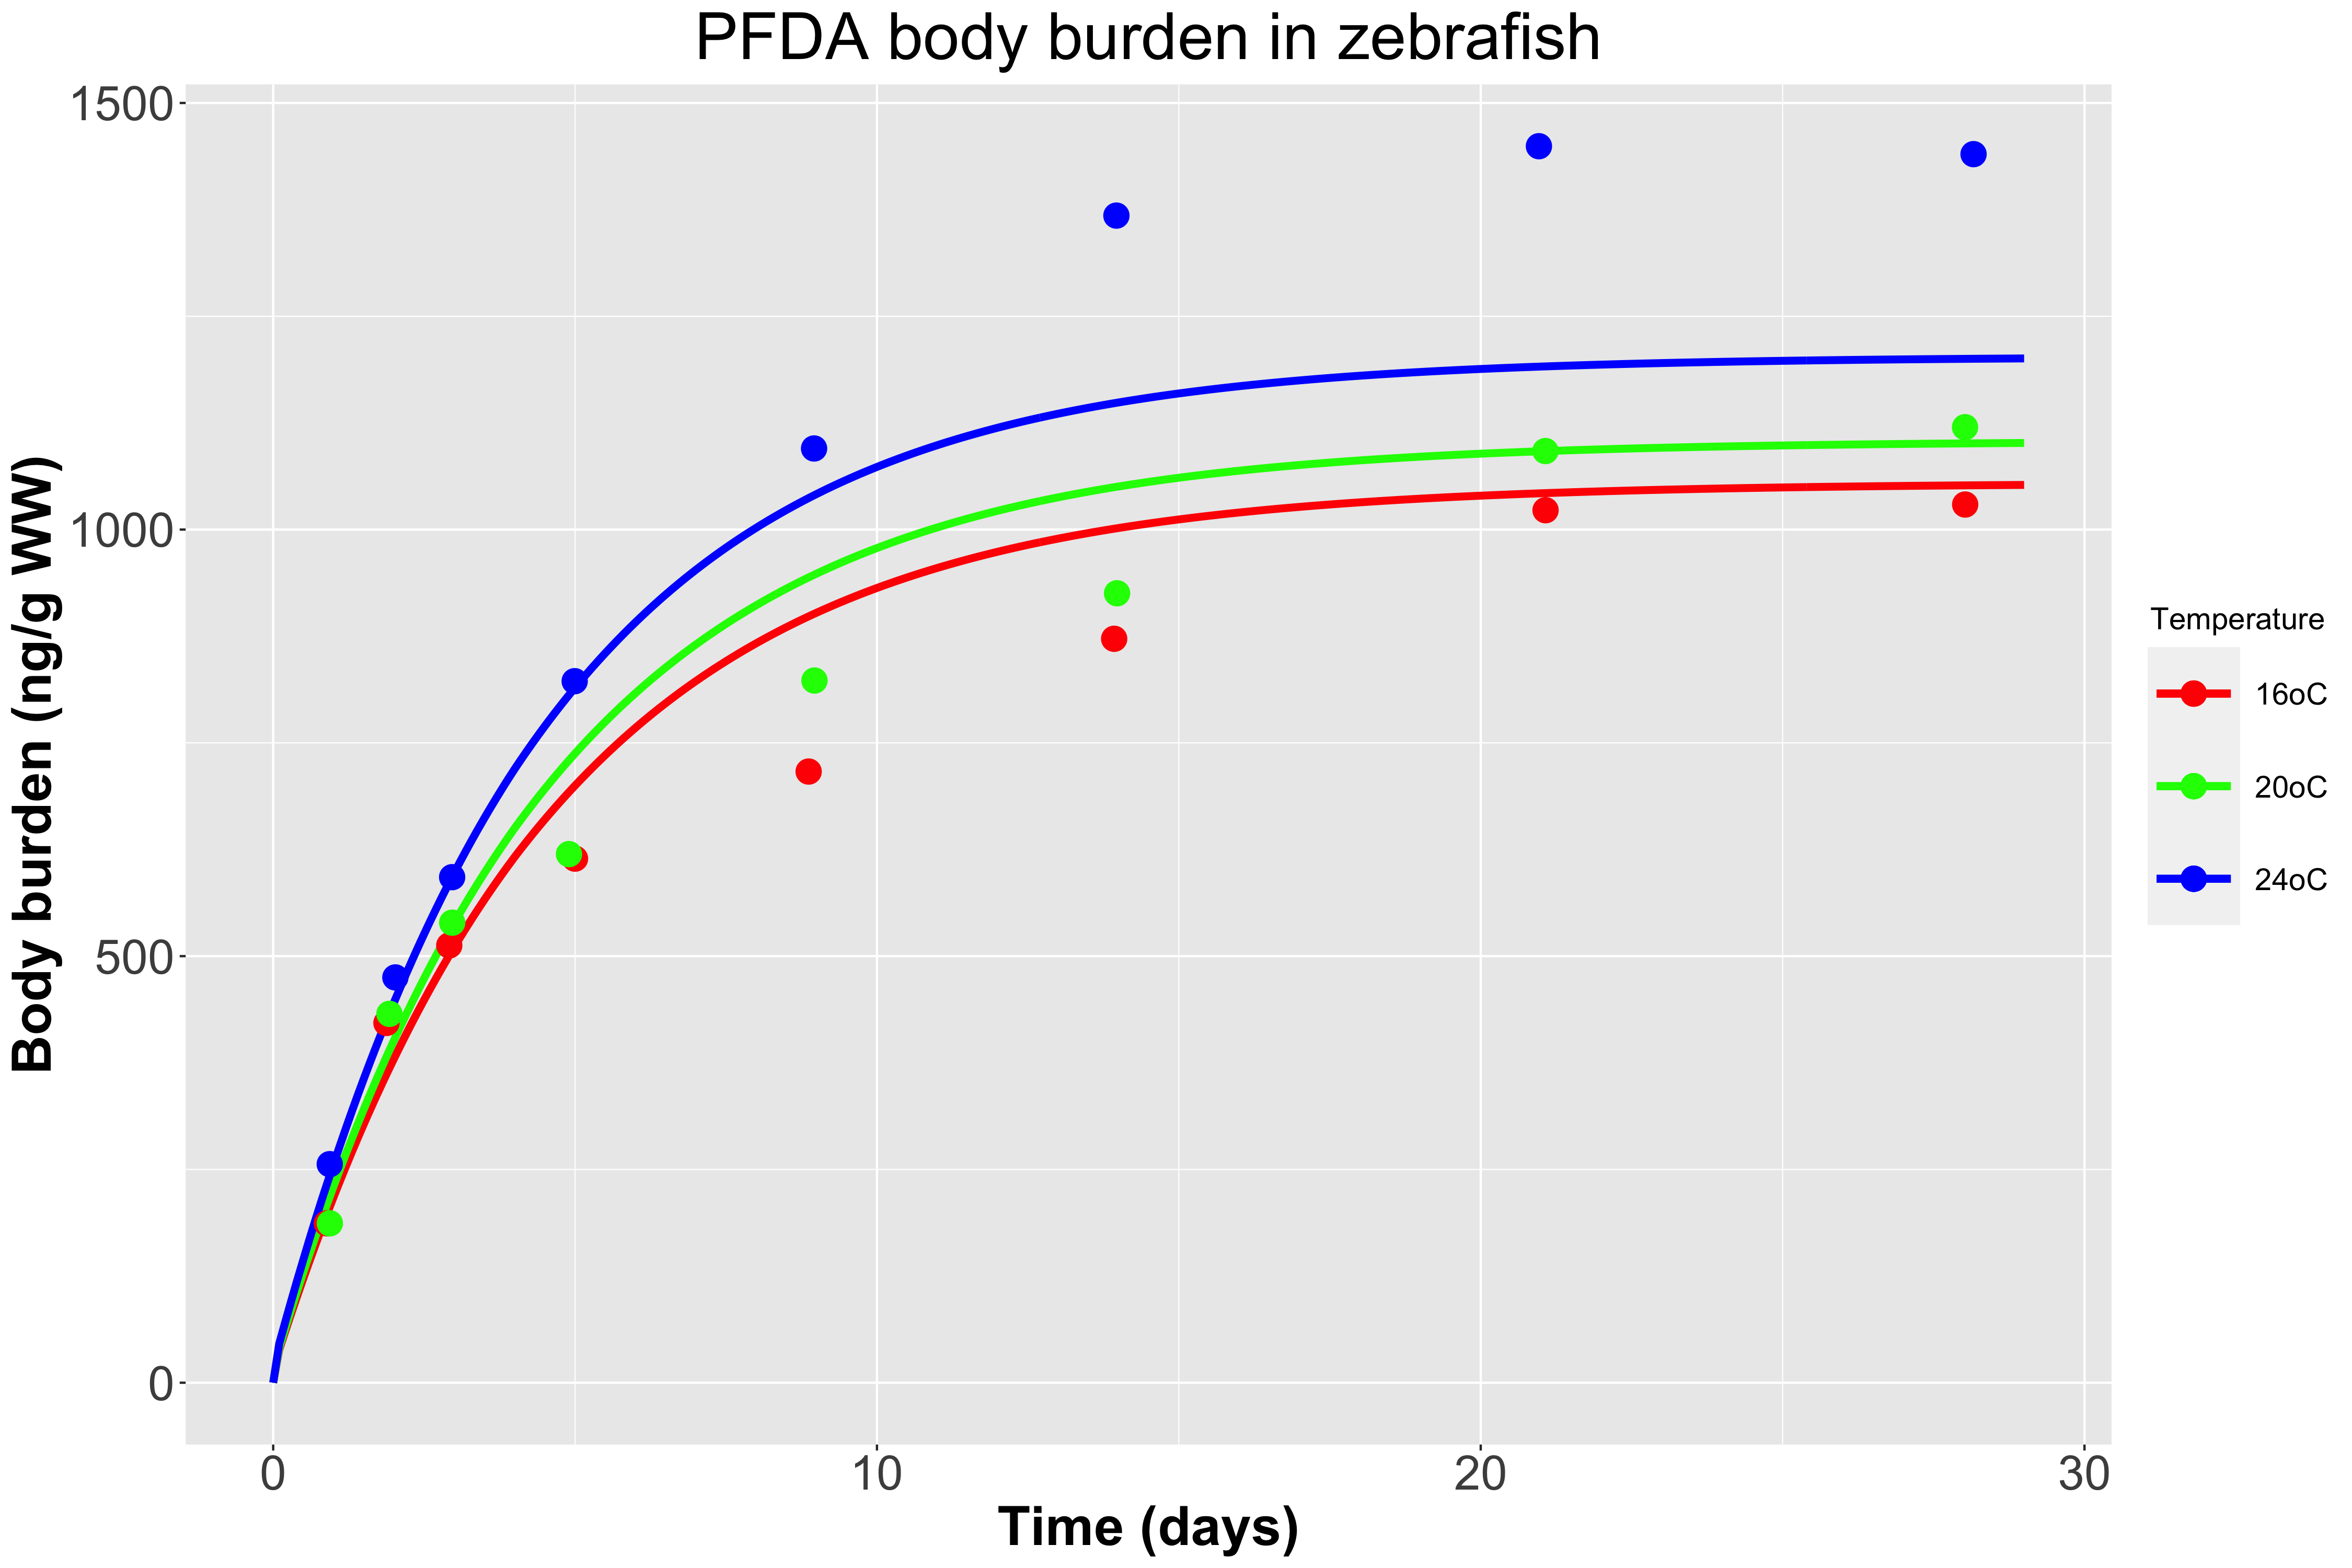 PFDA body burden in zebrafish
Body burden (ng/g WW)
1500
1000
500
0
0
10
20
30
Time (days)
Temperature
16oC
20oC
24oC